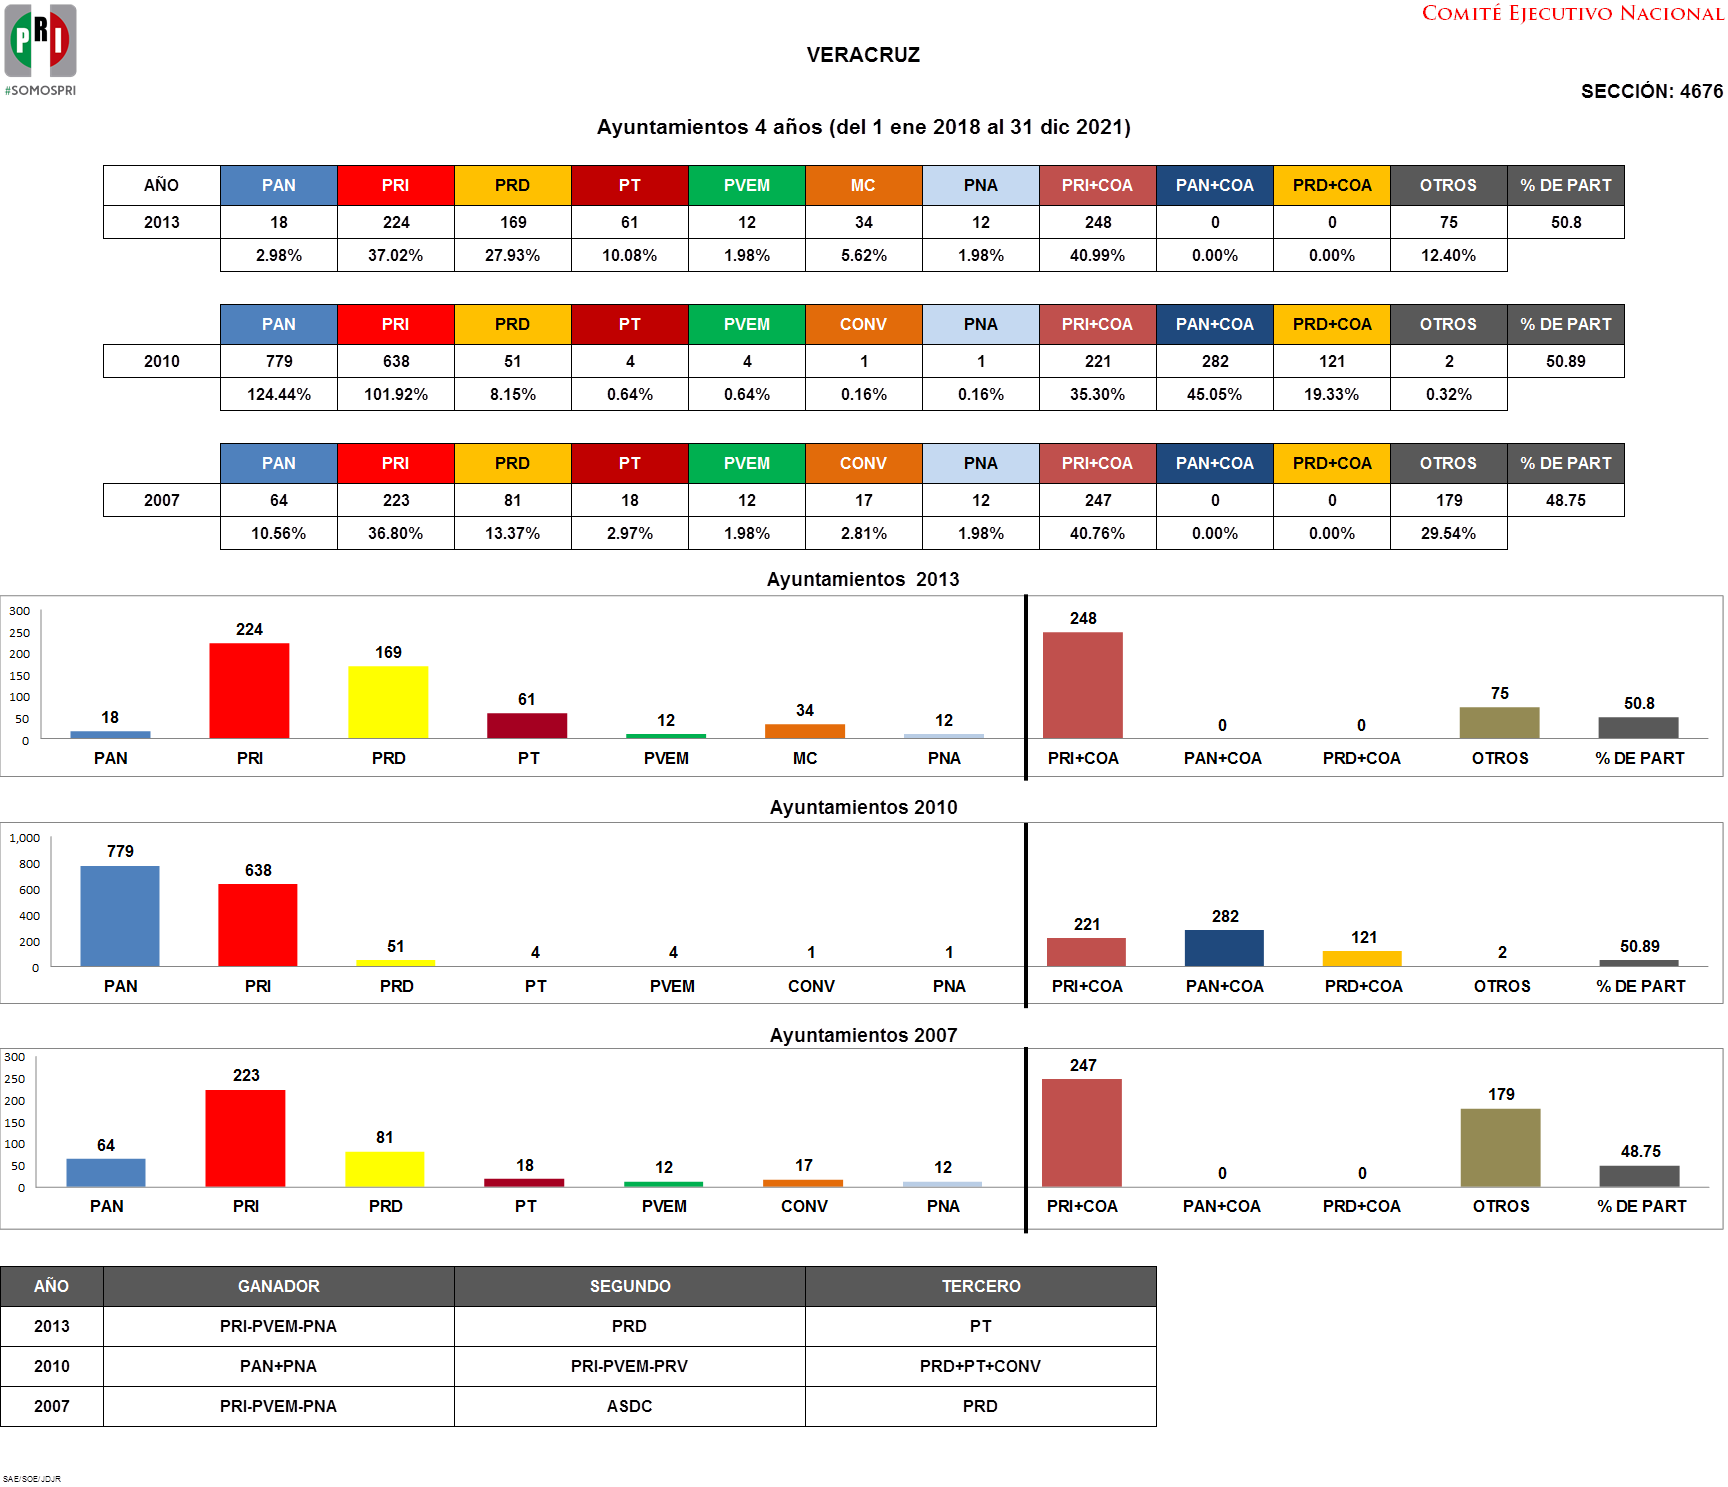 COMITÉ EJECUTIVO NACIONAL
PRI
#SOMOSPRI
VERACRUZ
SECCIÓN: 4676
Ayuntamientos 4 años (del 1 ene 2018 al 31 dic 2021)
AÑO PAN PRI PRD PT PVEM MC PNA PRI+COA PAN+COA PRD+COA OTROS % DE PART
2013 18 224 169 61 12 34 12 248 0 0 75 50.8
2.98% 37.02% 27.93% 10.08% 1.98% 5.62% 1.98% 40.99% 0.00% 0.00% 12.40%
PAN PRI PRD PT PVEM CONV PNA PRI+COA PAN+COA PRD+COA OTROS % DE PART
2010 779 638 51 4 4 1 1 221 282 121 2 50.89
124.44% 101.92% 8.15% 0.64% 0.64% 0.16% 0.16% 35.30% 45.05% 19.33% 0.32%
PAN PRI PRD PT PVEM CONV PNA PRI+COA PAN+COA PRD+COA OTROS % DE PART
2007 64 223 81 18 12 17 12 247 0 0 179 48.75
10.56% 36.80% 13.37% 2.97% 1.98% 2.81% 1.98% 40.76% 0.00% 0.00% 29.54%
Ayuntamientos 2013
300
250
200
150
100
50
0
18 224 169 61 12 34 12 248 0 0 75 50.8
PAN PRI PRD PT PVEM MC PNA PRI+COA PAN+COA PRD+COA OTROS % DE PART
Ayuntamientos 2010
1,000
800
600
400
200
0
779 638 51 4 4 1 1 221 282 121 2 50.89
PAN PRI PRD PT PVEM CONV PNA PRI+COA PAN+COA PRD+COA OTROS % DE PART
Ayuntamientos 2007
300
250
200
150
100
50
0
64 223 81 18 12 17 12 247 0 0 179 48.75
PAN PRI PRD PT PVEM CONV PNA PRI+COA PAN+COA PRD+COA OTROS % DE PART
AÑO GANADOR SEGUNDO TERCERO
2013 PRI-PVEM-PNA PRD PT
2010 PAN+PNA PRI-PVEM-PRV PRD+PT+CONV
2007 PRI-PVEM-PNA ASDC PRD
SAE/SOE/JDJR